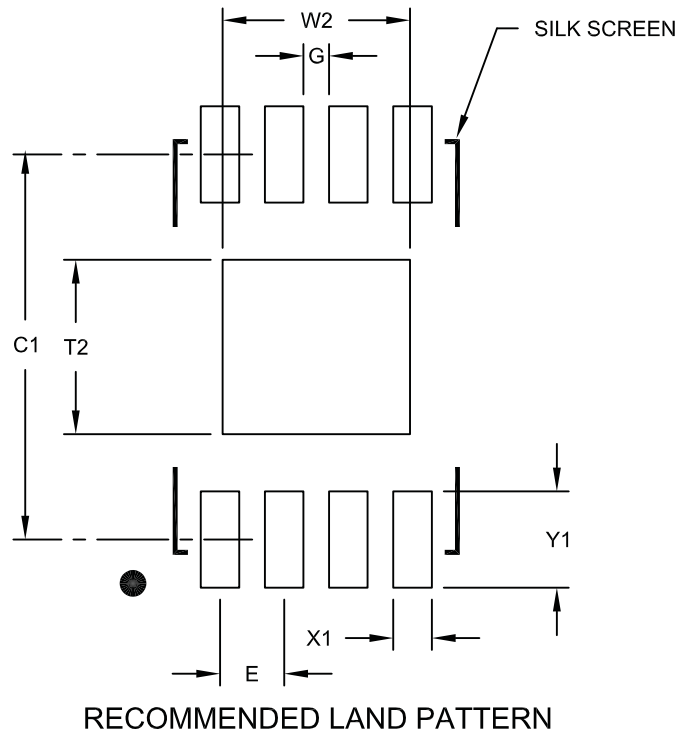 W2
SILK SCREEN
G
C1
T2
Y1
X1
E
RECOMMENDED LAND PATTERN